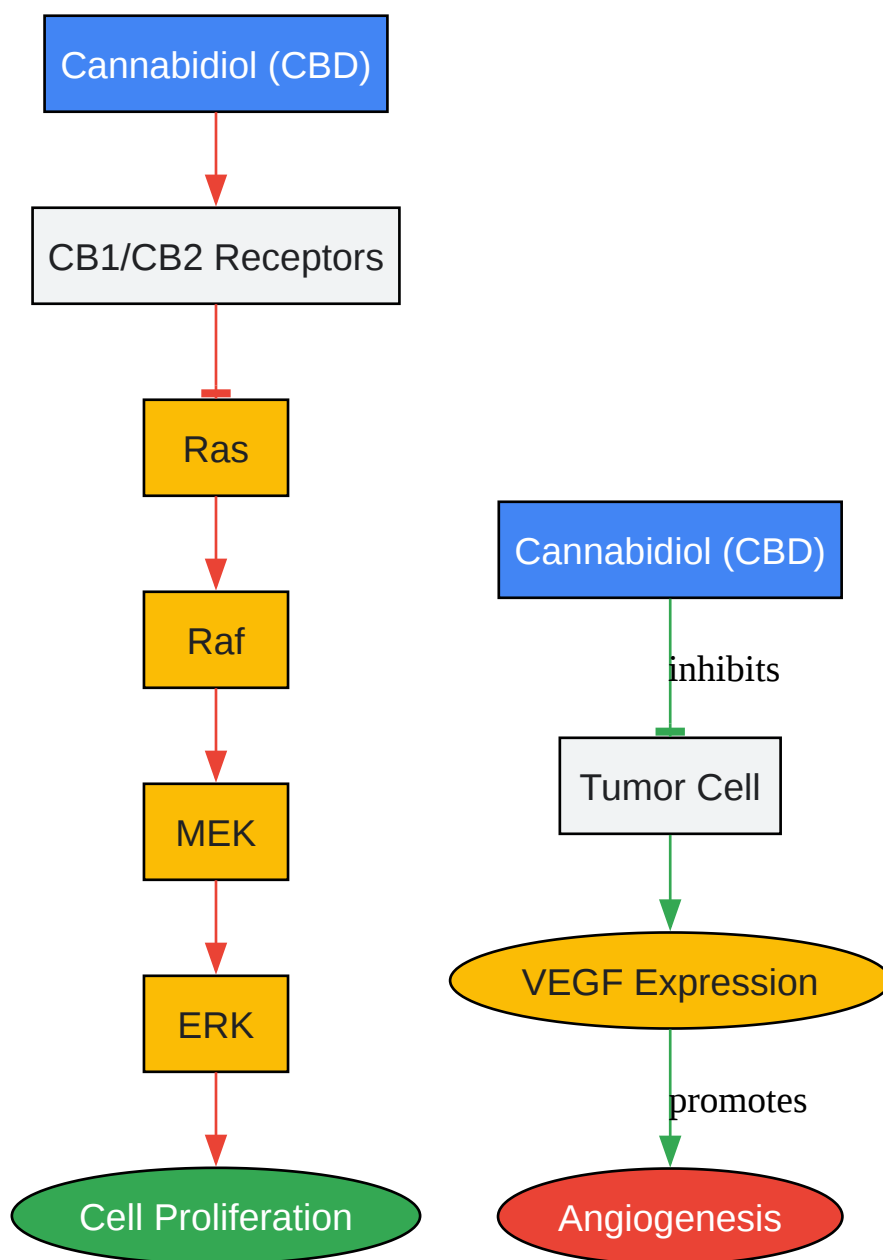 Cannabidiol (CBD)
CB1/CB2 Receptors
Ras
Raf
MEK
ERK
Cell Proliferation
Cannabidiol (CBD)
inhibits
Tumor Cell
VEGF Expression
promotes
Angiogenesis